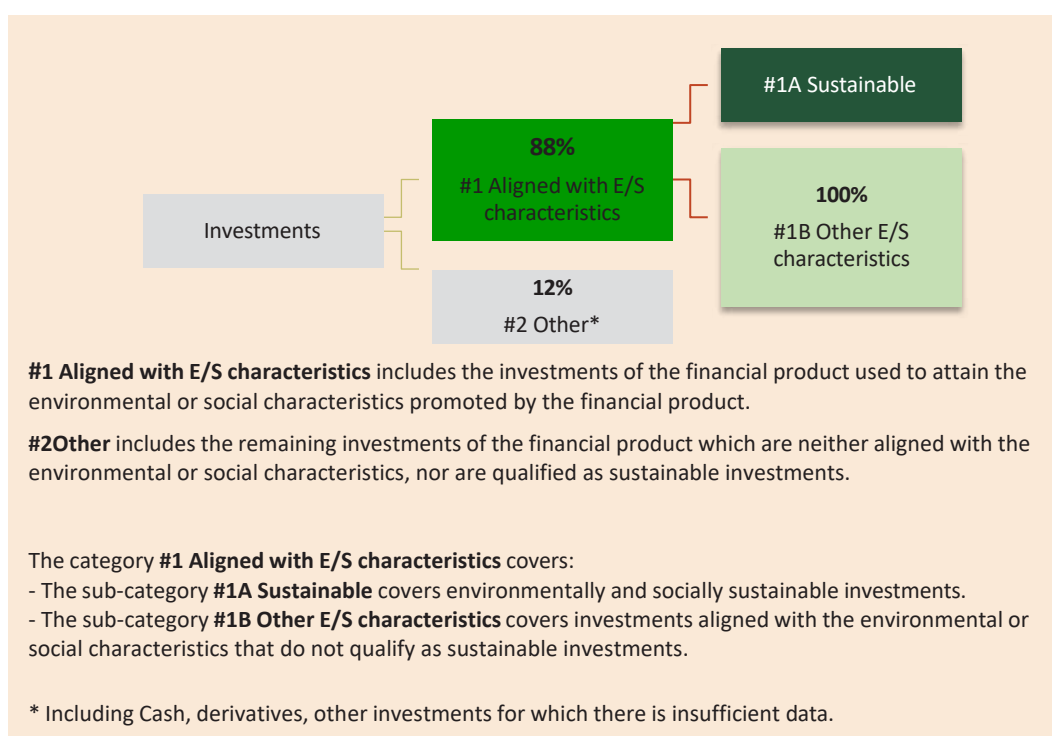 #1A Sustainable
88%
#1 Aligned with E/S
characteristics
100%
#1B Other E/S
characteristics
Investments
12%
#2 Other*
#1 Aligned with E/S characteristics includes the investments of the financial product used to attain the
environmental or social characteristics promoted by the financial product.
#2Other includes the remaining investments of the financial product which are neither aligned with the
environmental or social characteristics, nor are qualified as sustainable investments.
The category #1 Aligned with E/S characteristics covers:
- The sub-category #1A Sustainable covers environmentally and socially sustainable investments.
- The sub-category #1B Other E/S characteristics covers investments aligned with the environmental or
social characteristics that do not qualify as sustainable investments.
* Including Cash, derivatives, other investments for which there is insufficient data.